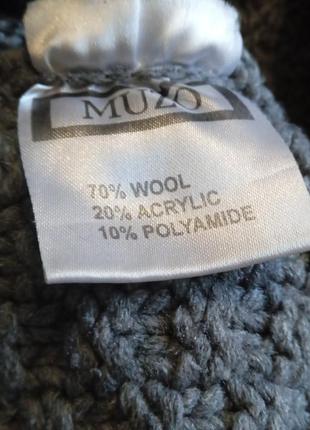 MUZO
70% WOOL
20% ACRYLIC
10% POLYAMIDE